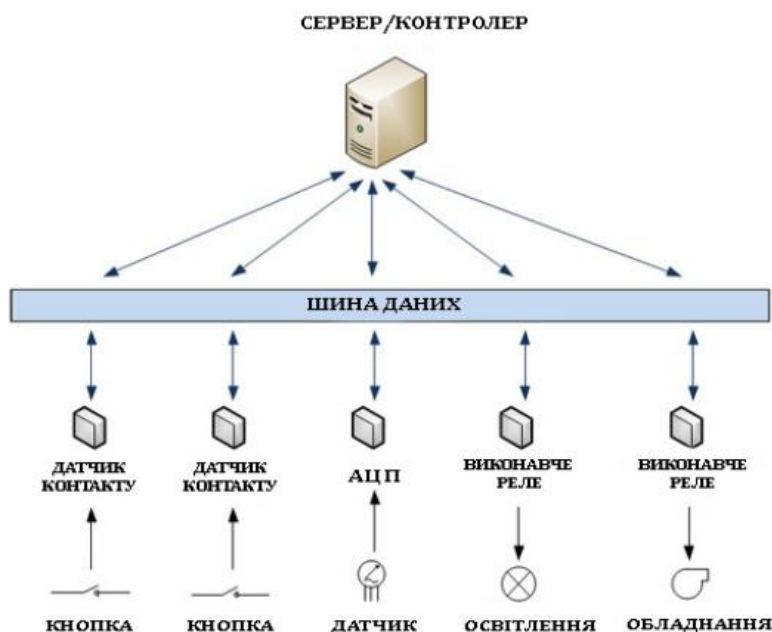 СЕРВЕР/КОНТРОЛЕР
ШИНА ДАНИХ
ДАТЧИК
КОНТАКТУ
ДАТЧИК
КОНТАКТУ
АЦП
ВИКОНАВЧЕ
РЕЛЕ
ВИКОНАВЧЕ
РЕЛЕ
КНОПКА
КНОПКА
ДАТЧИК
ОСВІТЛЕННЯ
ОБЛАДНАННЯ